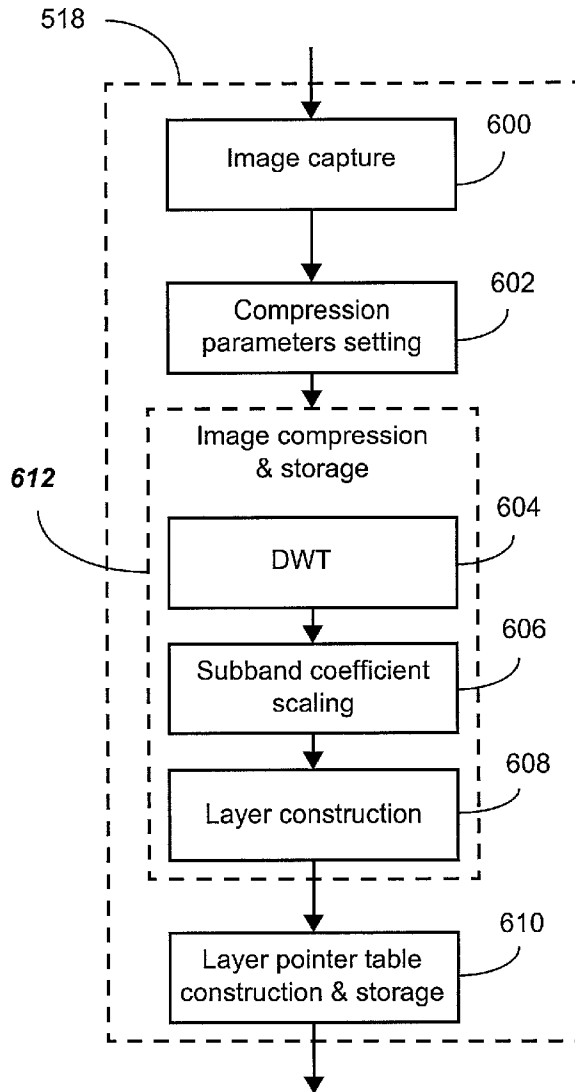 518
Image capture
600
602
Compression
parameters setting
Image compression
& storage
612
604
DWT
606
Subband coefficient
scaling
608
Layer construction
610
Layer pointer table
construction & storage